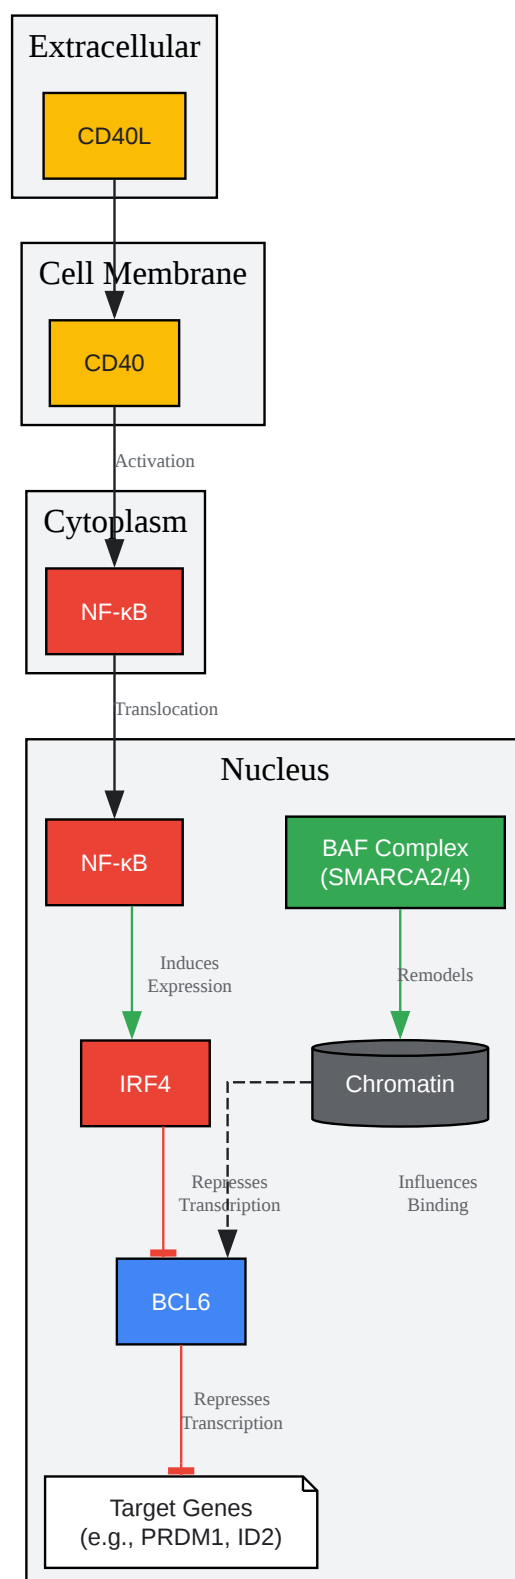 Extracellular
CD40L
Cell Membrane
CD40
Activation
Cytoplasm
NF-κB
Translocation
Nucleus
NF-κB
BAF Complex
(SMARCA2/4)
Induces
Expression
Remodels
IRF4
Chromatin
Represses
Transcription
Influences
Binding
BCL6
Represses
Transcription
Target Genes
(e.g., PRDM1, ID2)